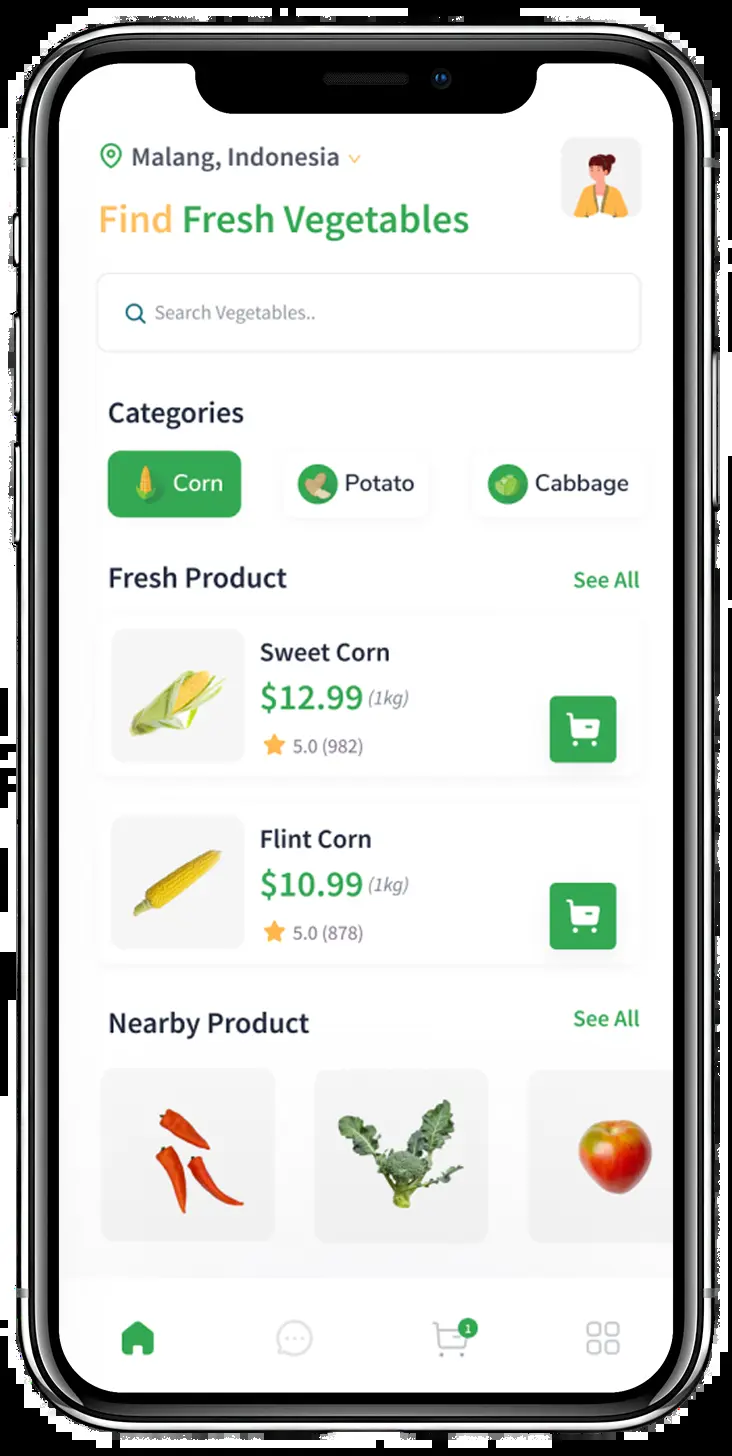 Malang, Indonesia
Find Fresh Vegetables
Search Vegetables..
Categories
Corn
Potato
Cabbage
Fresh Product
See All
Sweet Corn
$12.99 (1kg)
5.0 (982)
Flint Corn
$10.99 (1kg)
5.0 (878)
Nearby Product
See All
1